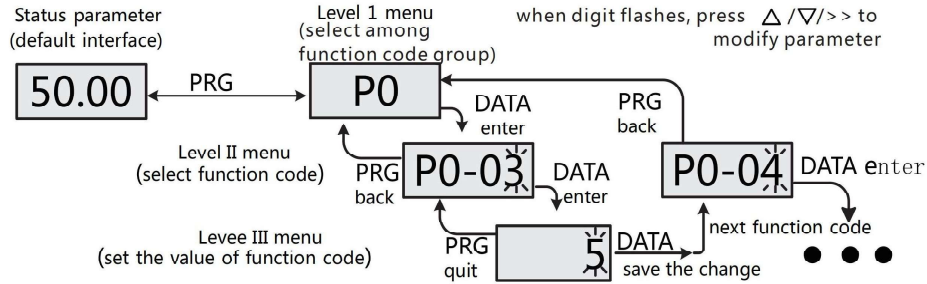 Status parameter
(default interface)
Level 1 menu
(select among
function code group)
when digit flashes, press △ /▽/>> to
modify parameter
50.00
PRG
P0
DATA
enter
PRG
back
Level II menu
(select function code)
PRG
back
P0-03
DATA
enter
P0-04
DATA enter
Levee III menu
(set the value of function code)
PRG
quit
5
DATA
save the change
next function code